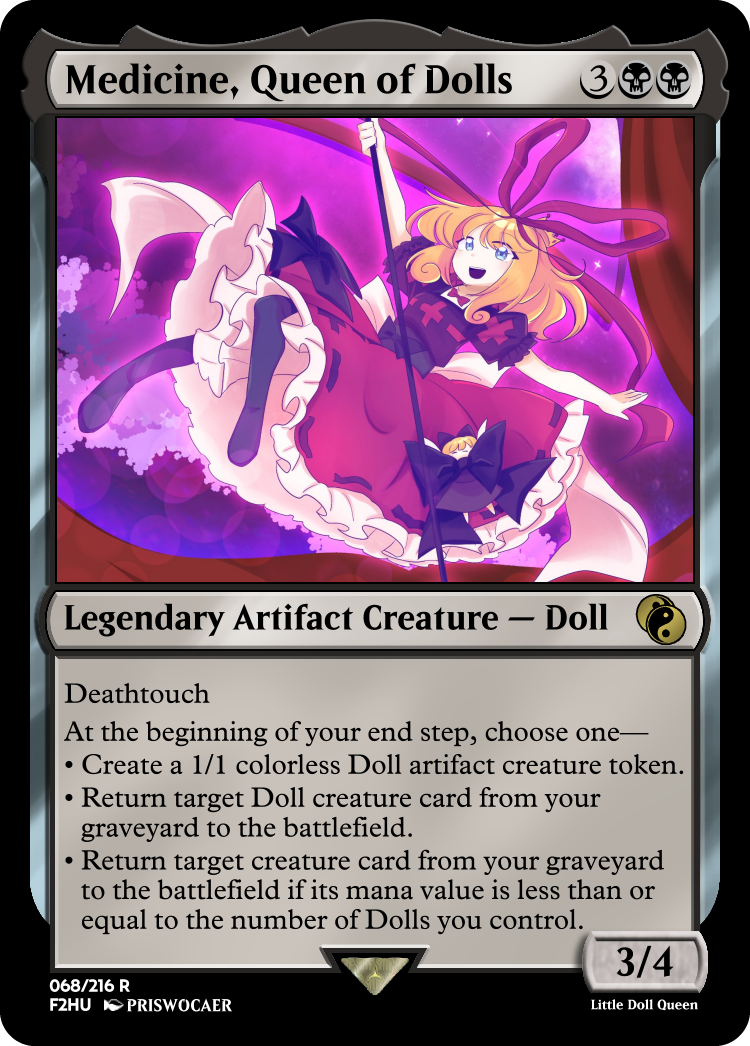 Medicine, Queen of Dolls 3
Legendary Artifact Creature — Doll
Deathtouch
At the beginning of your end step, choose one—
• Create a 1/1 colorless Doll artifact creature token.
• Return target Doll creature card from your
graveyard to the battlefield.
• Return target creature card from your graveyard
to the battlefield if its mana value is less than or
equal to the number of Dolls you control.
3/4
068/216 R
F2HU PRISWOCAER
Little Doll Queen